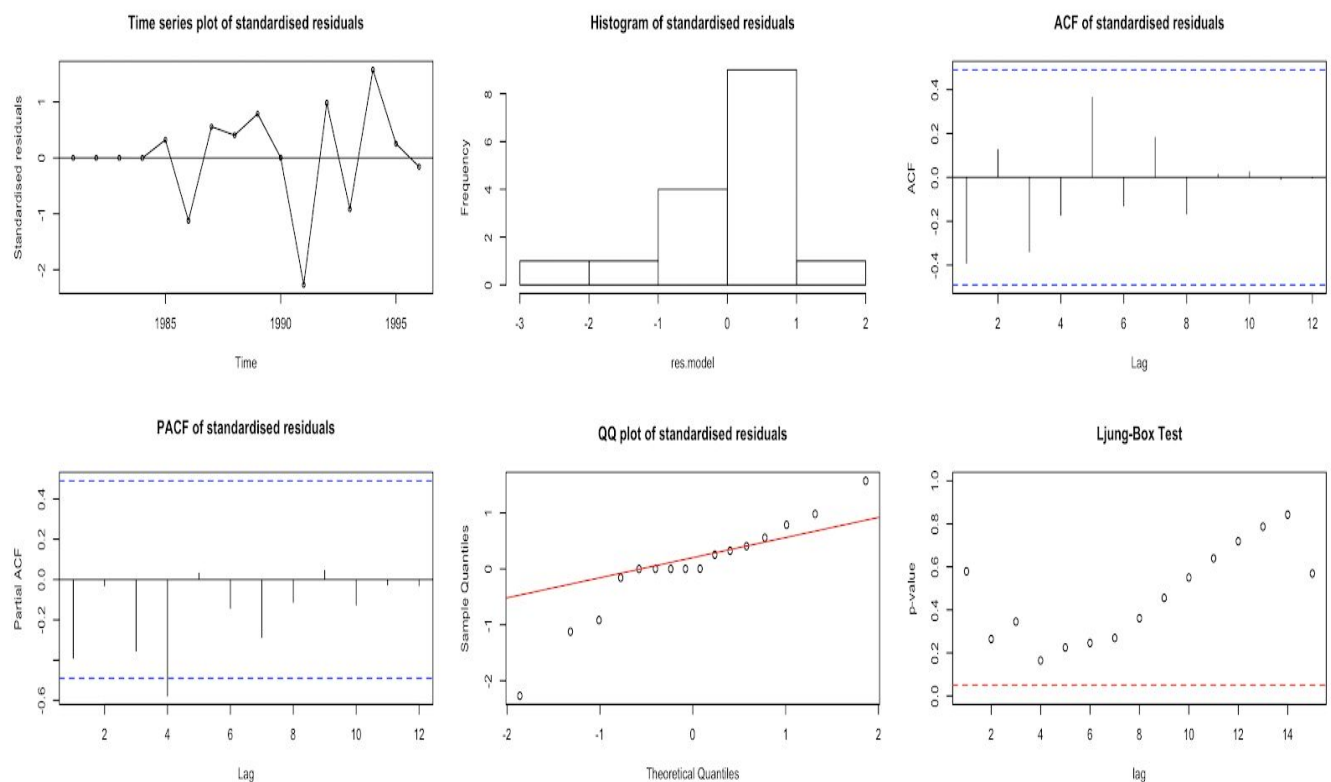 Time series plot of standardised residuals
Standardised residuals
1
0
-1
-2
1985 1990 1995
Time
Histogram of standardised residuals
Frequency
8
6
4
2
0
-3 -2 -1 0 1 2
res.model
ACF of standardised residuals
ACF
0.4
0.2
0.0
-0.2
-0.4
2 4 6 8 10 12
Lag
PACF of standardised residuals
Partial ACF
0.4
0.2
0.0
-0.2
-0.6
2 4 6 8 10 12
Lag
QQ plot of standardised residuals
Sample Quantiles
1
0
-1
-2
-2 -1 0 1 2
Theoretical Quantiles
Ljung-Box Test
p-value
1.0
0.8
0.6
0.4
0.2
0.0
2 4 6 8 10 12 14
lag